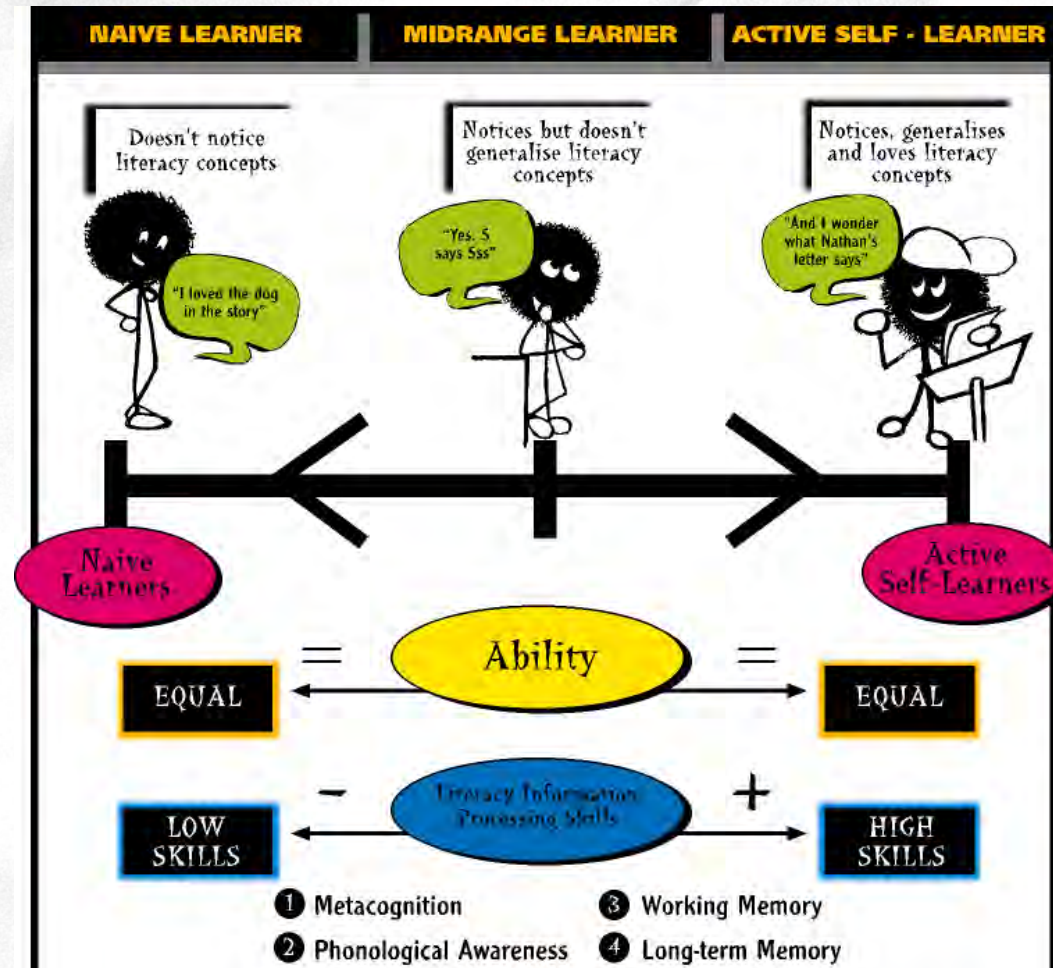 NAIVE LEARNER
MIDRANGE LEARNER
ACTIVE SELF - LEARNER
Doesn't notice
literacy concepts
Notices but doesn't
generalise literacy
concepts
Notices, generalises
and loves literacy
concepts
"I loved the dog
in the story"
"Yes. S
says Sss"
"And I wonder
what Nathan's
letter says"
Naive
Learners
Active
Self-Learners
Ability
=
=
EQUAL
EQUAL
Literacy Information
Processing Skills
-
+
LOW
SKILLS
HIGH
SKILLS
1 Metacognition
2 Phonological Awareness
3 Working Memory
4 Long-term Memory